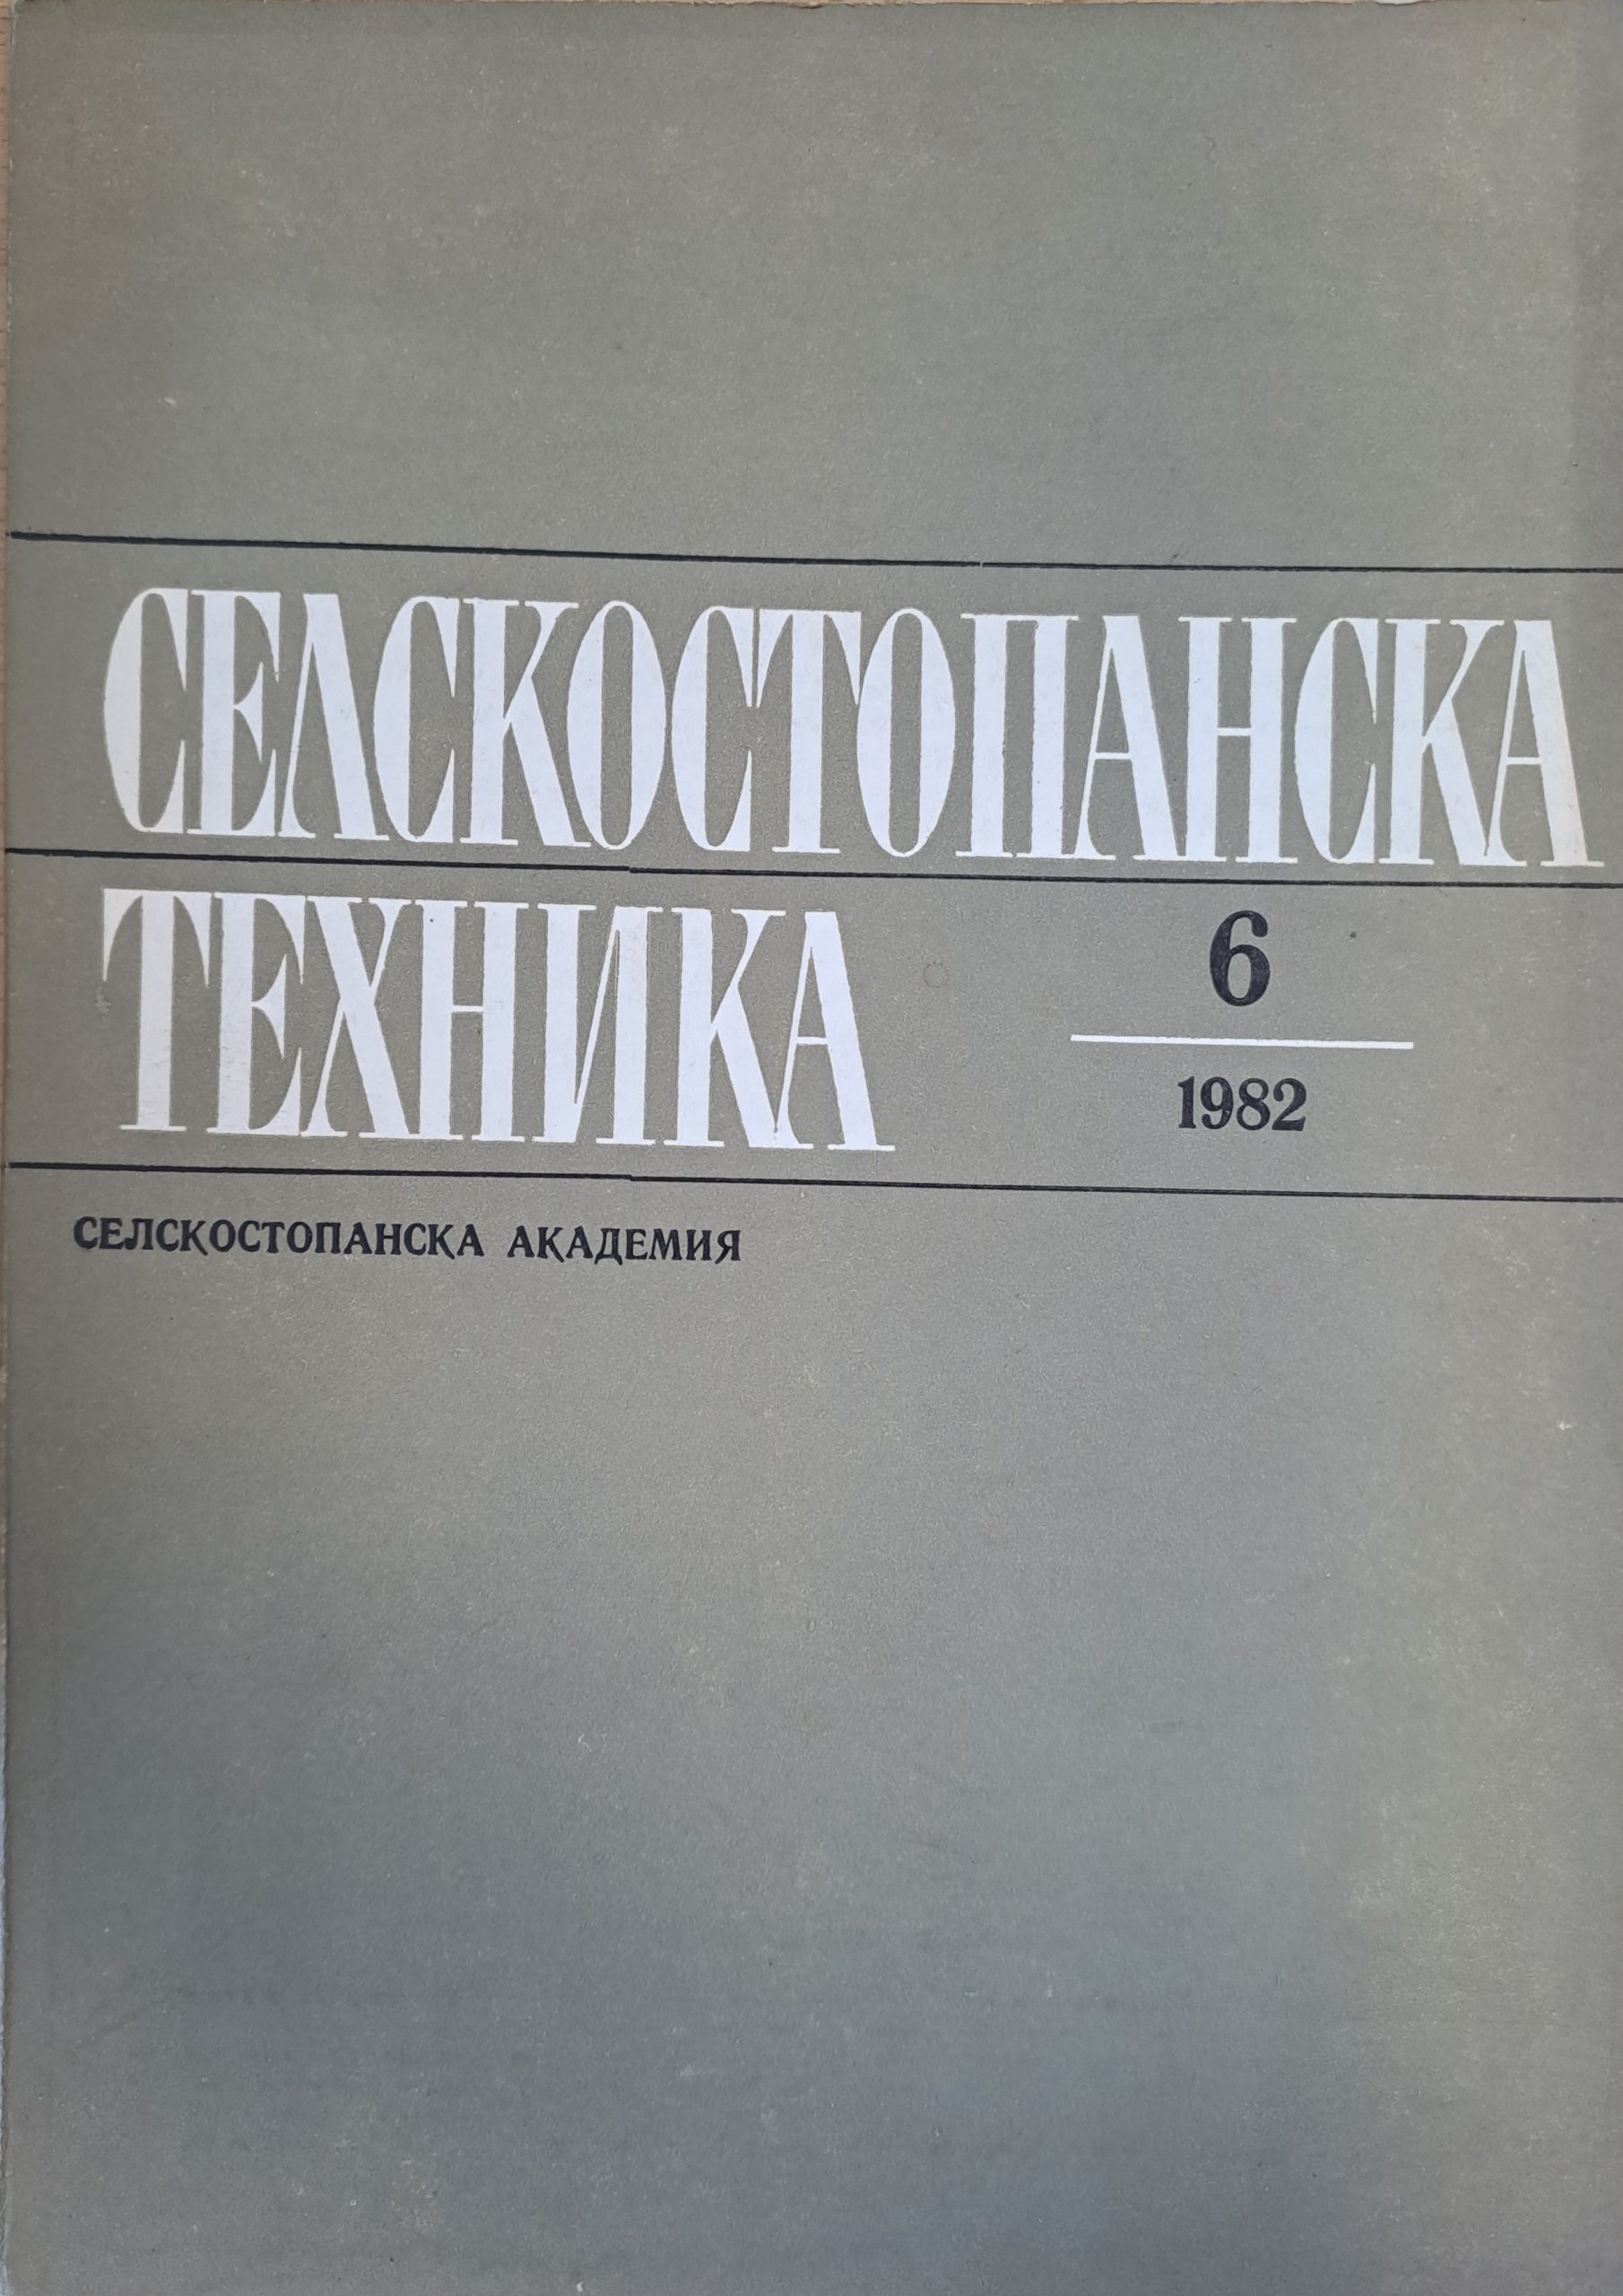 СЕЛСКОСТОПАНСКА
ТЕХНИКА
6
1982
СЕЛСКОСТОПАНСКА АКАДЕМИЯ